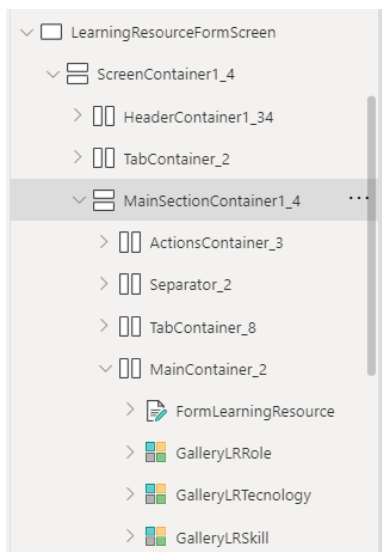 LearningResourceFormScreen
ScreenContainer1_4
HeaderContainer1_34
TabContainer_2
MainSectionContainer1_4
ActionsContainer_3
Separator_2
TabContainer_8
MainContainer_2
FormLearningResource
GalleryLRRole
GalleryLRTecnology
GalleryLRSkill